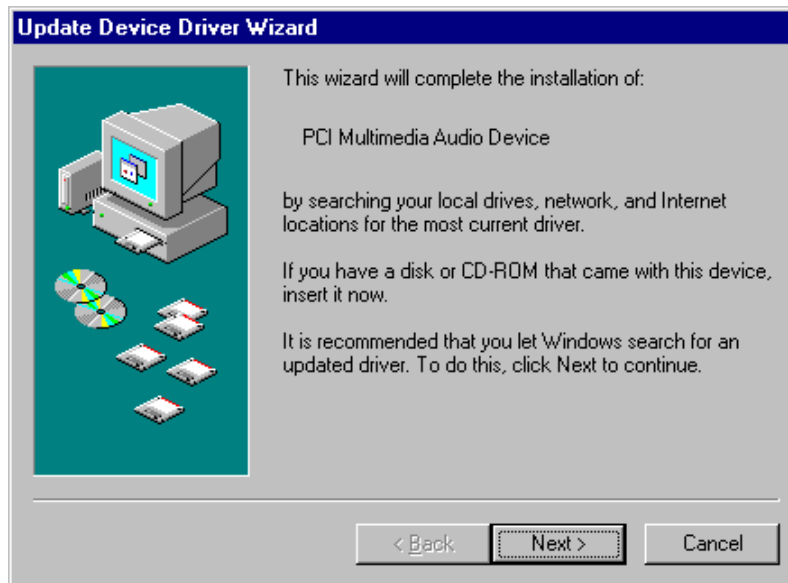 Update Device Driver Wizard
This wizard will complete the installation of:
PCI Multimedia Audio Device
by searching your local drives, network, and Internet
locations for the most current driver.
If you have a disk or CD-ROM that came with this device,
insert it now.
It is recommended that you let Windows search for an
updated driver. To do this, click Next to continue.
< Back
Next >
Cancel